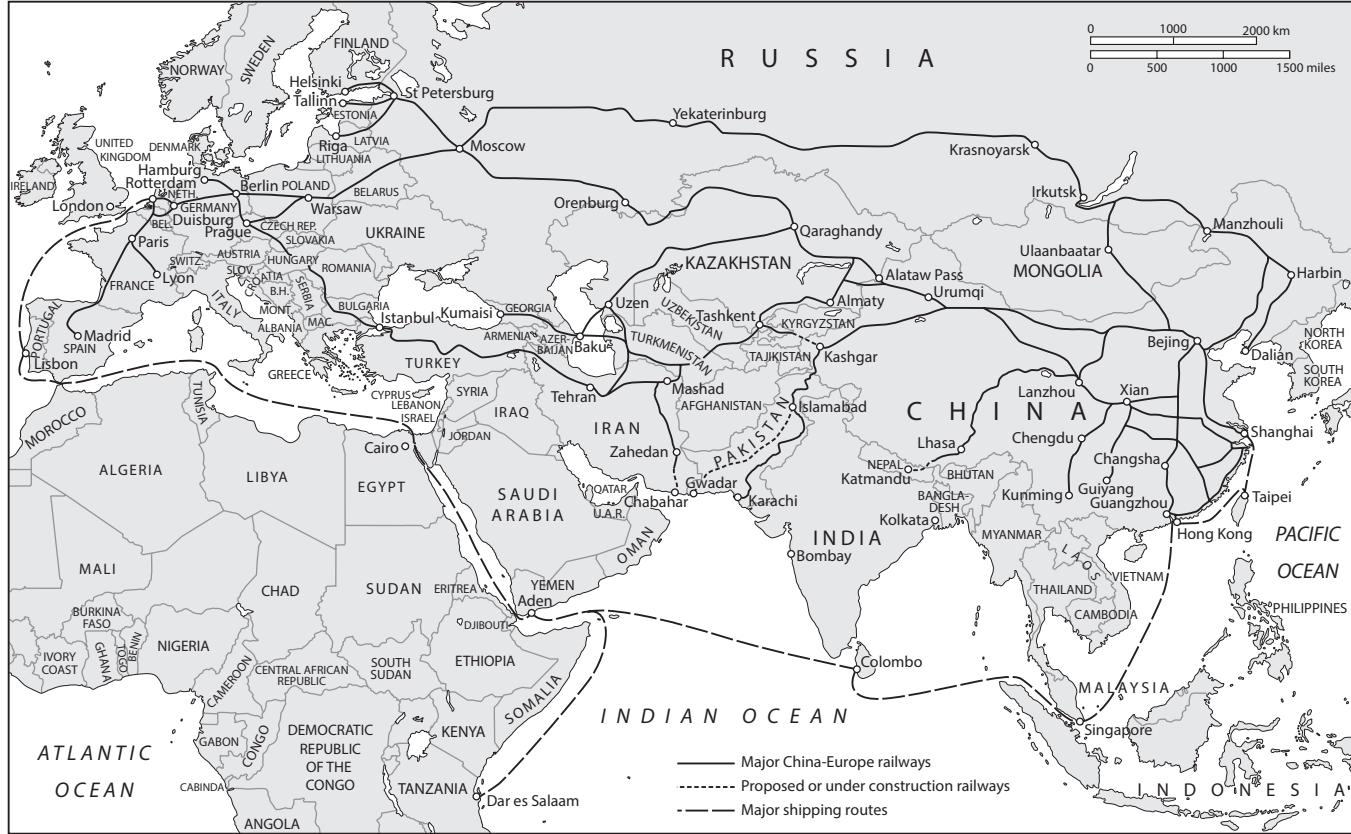 RUSSIA
0 1000 2000 km
0 500 1000 1500 miles
NORWAY
SWEDEN
FINLAND
Helsinki
Tallinn
St Petersburg
ESTONIA
Riga
LATVIA
LITHUANIA
Moscow
Yekaterinburg
Krasnoyarsk
Irkutsk
UNITED
KINGDOM
DENMARK
IRELAND
Hamburg
Rotterdam
NETH.
London
Berlin
POLAND
BELARUS
Warsaw
GERMANY
Duisburg
BEL.
Prague
CZECH REP.
SLOVAKIA
UKRAINE
Paris
SWITZ.
AUSTRIA
HUNGARY
ROMANIA
SLOV.
CROATIA
B.H.
SERBIA
FRANCE
Lyon
ITALY
MONT.
ALBANIA
MAC.
BULGARIA
Istanbul
PORTUGAL
Madrid
SPAIN
Lisbon
GREECE
TURKEY
Kumaisi
GEORGIA
ARMENIA
AZER-
BAIJAN
Baku
Orenburg
Qaraghandy
KAZAKHSTAN
Uzen
UZBEKISTAN
Tashkent
Almaty
Alataw Pass
Urumqi
KYRGYZSTAN
TURKMENISTAN
TAJIKISTAN
Kashgar
Ulaanbaatar
MONGOLIA
Manzhouli
Harbin
Bejing
Dalian
NORTH
KOREA
SOUTH
KOREA
CYPRUS
LEBANON
ISRAEL
SYRIA
JORDAN
IRAQ
Tehran
Mashad
AFGHANISTAN
Islamabad
IRAN
Zahedan
PAKISTAN
CHINA
Lanzhou
Xian
Lhasa
Chengdu
Shanghai
NEPAL
Katmandu
BHUTAN
Changsha
Kunming
Guiyang
Guangzhou
Taipei
Hong Kong
MOROCCO
TUNISIA
ALGERIA
LIBYA
Cairo
EGYPT
SAUDI
ARABIA
QATAR
U.A.R.
Chabahar
Gwadar
Karachi
OMAN
BANGLA-
DESH
Kolkata
INDIA
Bombay
MYANMAR
LAOS
VIETNAM
THAILAND
CAMBODIA
PACIFIC
OCEAN
PHILIPPINES
MALI
BURKINA
FASO
IVORY
COAST
GHANA
TOGO
BENIN
NIGERIA
CHAD
SUDAN
ERITREA
YEMEN
Aden
DJIBOUTI
ETHIOPIA
SOMALIA
CAMEROON
CENTRAL AFRICAN
REPUBLIC
SOUTH
SUDAN
Colombo
MALAYSIA
Singapore
INDONESIA
GABON
CONGO
DEMOCRATIC
REPUBLIC
OF THE
CONGO
KENYA
TANZANIA
Dar es Salaam
CABINDA
ANGOLA
ATLANTIC
OCEAN
INDIAN OCEAN
Major China-Europe railways
Proposed or under construction railways
Major shipping routes